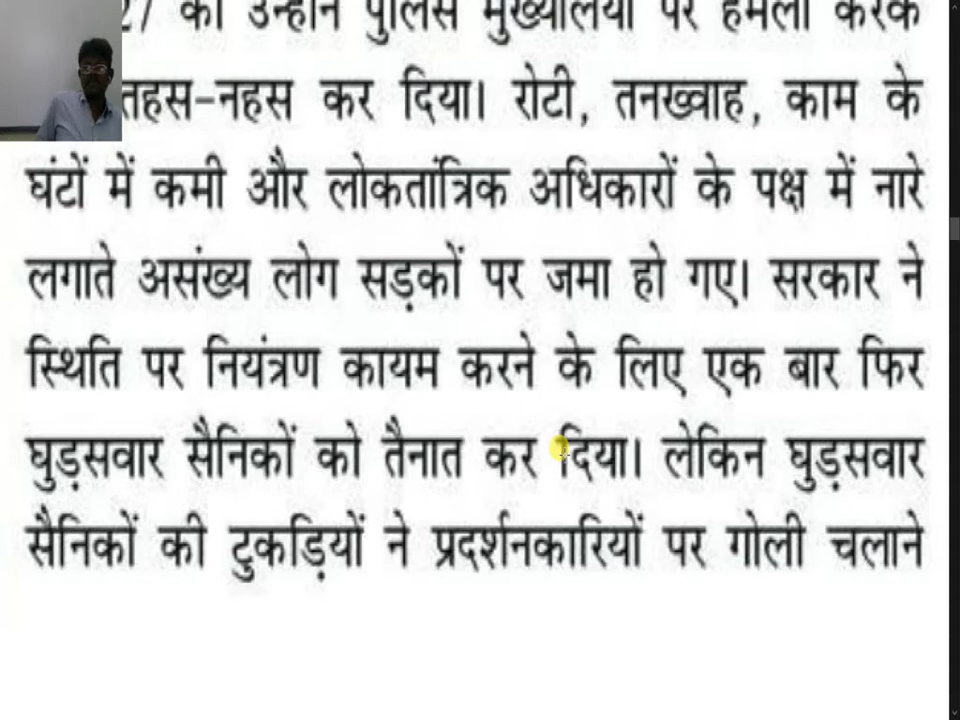 27 को उन्होंने पुलिस मुख्यालयों पर हमला करके
तहस-नहस कर दिया। रोटी, तनख्वाह, काम के
घंटों में कमी और लोकतांत्रिक अधिकारों के पक्ष में नारे
लगाते असंख्य लोग सड़कों पर जमा हो गए। सरकार ने
स्थिति पर नियंत्रण कायम करने के लिए एक बार फिर
घुड़सवार सैनिकों को तैनात कर दिया। लेकिन घुड़सवार
सैनिकों की टुकड़ियों ने प्रदर्शनकारियों पर गोली चलाने